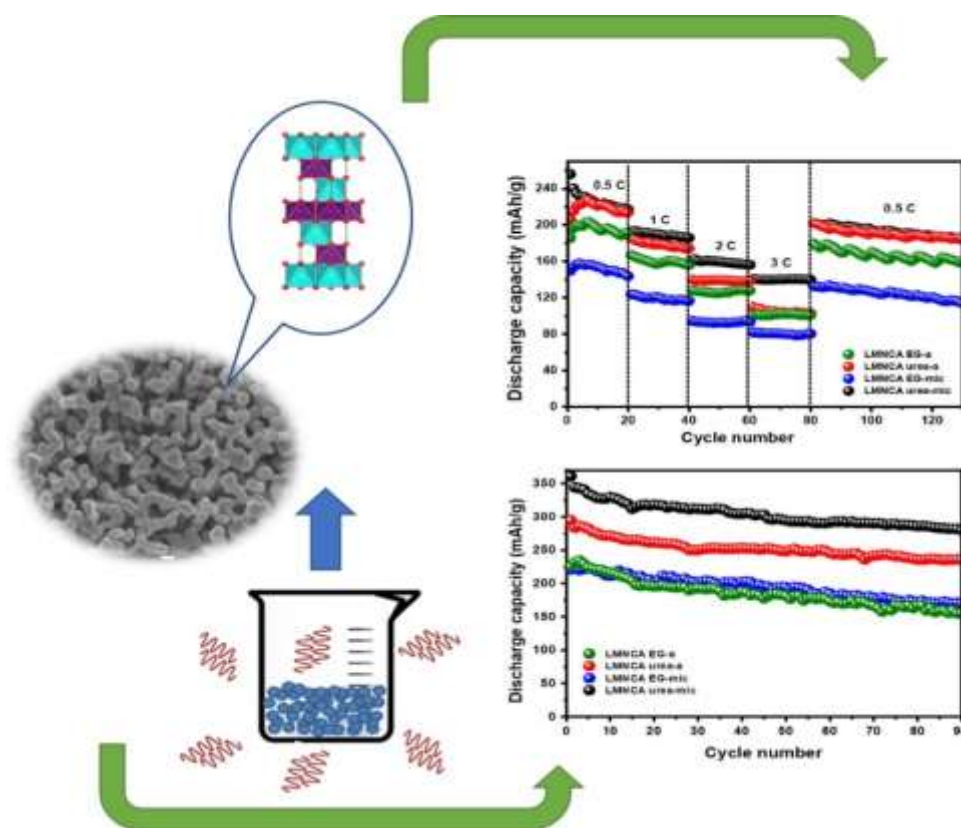 Discharge capacity (mAh/g)
240
200
160
120
80
40
0
0.5 C
1 C
2 C
3 C
0.5 C
LMNCA EG-a
LMNCA urea-a
LMNCA EG-mic
LMNCA urea-mic
0 20 40 60 80 100 120
Cycle number
Discharge capacity (mAh/g)
350
300
250
200
150
100
50
0
LMNCA EG-a
LMNCA urea-a
LMNCA EG-mic
LMNCA urea-mic
0 10 20 30 40 50 60 70 80 90
Cycle number